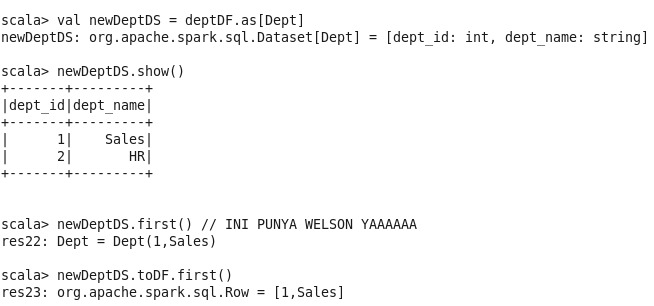 scala> val newDeptDS = deptDF.as[Dept]
newDeptDS: org.apache.spark.sql.Dataset[Dept] = [dept_id: int, dept_name: string]
scala> newDeptDS.show()
+-------+---------+
|dept_id|dept_name|
+-------+---------+
|      1|    Sales|
|      2|       HR|
+-------+---------+
scala> newDeptDS.first() // INI PUNYA WELSON YAAAAAA
res22: Dept = Dept(1,Sales)
scala> newDeptDS.toDF.first()
res23: org.apache.spark.sql.Row = [1,Sales]